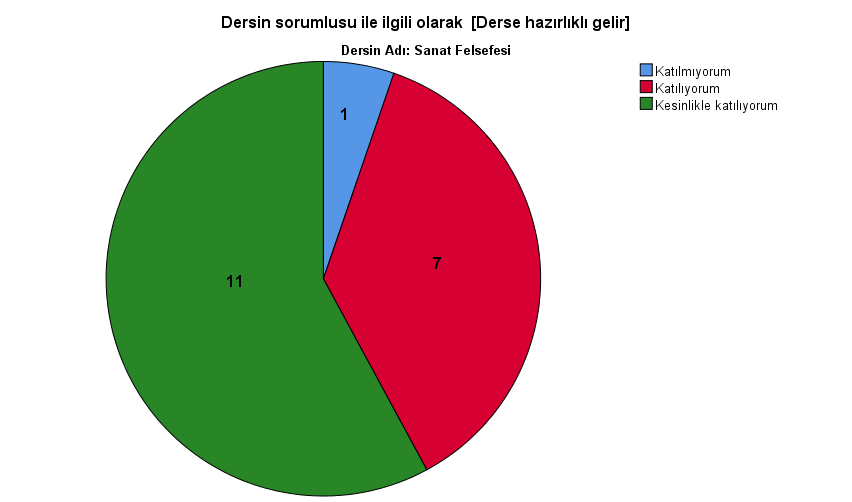 Dersin sorumlusu ile ilgili olarak  [Derse hazırlıklı gelir]
Dersin Adı: Sanat Felsefesi
Katılmıyorum
Katılıyorum
Kesinlikle katılıyorum
1
7
11